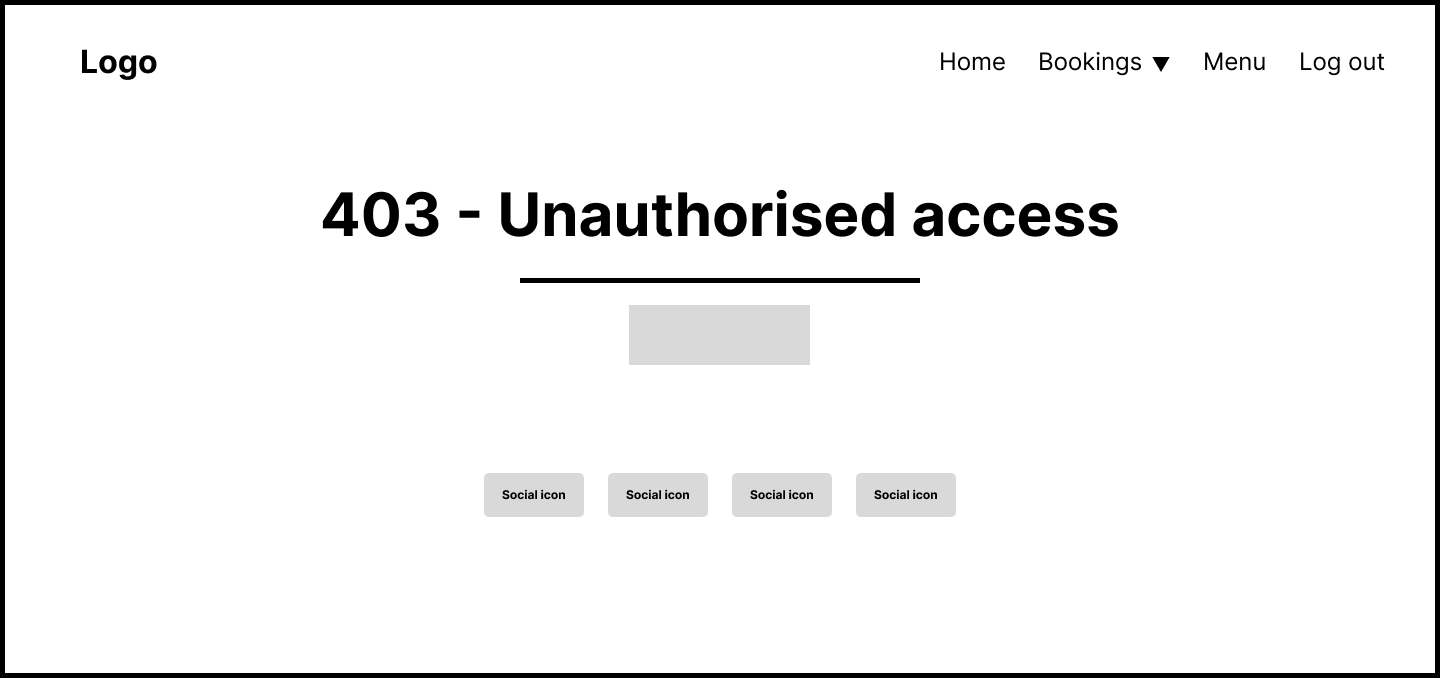 Logo
Home Bookings ▼ Menu Log out
403 - Unauthorised access
Social icon Social icon Social icon Social icon